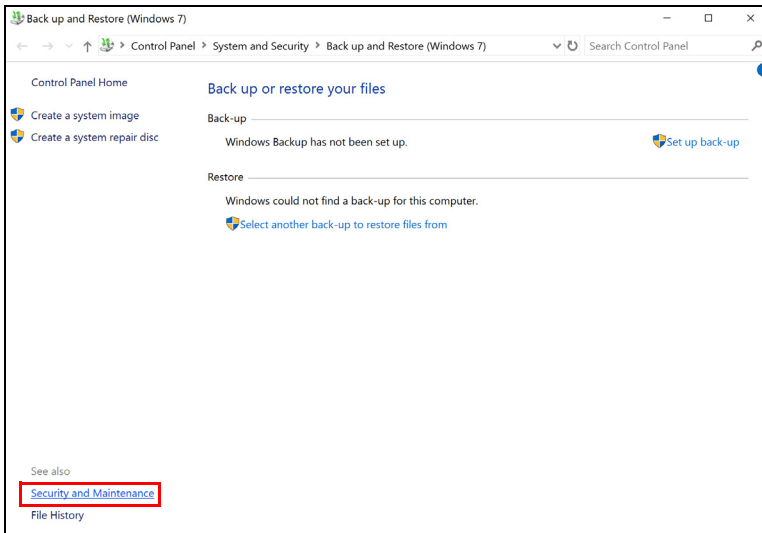 Back up and Restore (Windows 7)
Control Panel > System and Security > Back up and Restore (Windows 7)
Search Control Panel
Control Panel Home
Create a system image
Create a system repair disc
Back up or restore your files
Back-up
Windows Backup has not been set up.
Set up back-up
Restore
Windows could not find a back-up for this computer.
Select another back-up to restore files from
See also
Security and Maintenance
File History